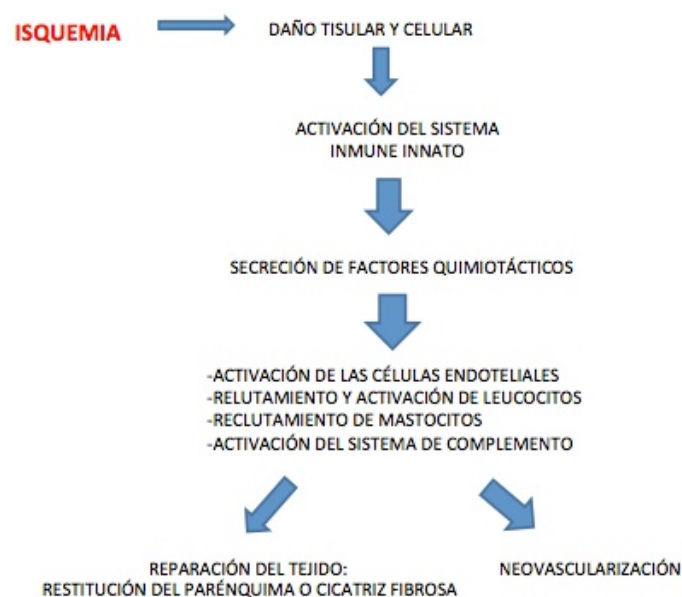 ISQUEMIA
DAÑO TISULAR Y CELULAR
ACTIVACIÓN DEL SISTEMA
INMUNE INNATO
SECRECIÓN DE FACTORES QUIMIOTÁCTICOS
-ACTIVACIÓN DE LAS CÉLULAS ENDOTELIALES
-RELUTAMIENTO Y ACTIVACIÓN DE LEUCOCITOS
-RECLUTAMIENTO DE MASTOCITOS
-ACTIVACIÓN DEL SISTEMA DE COMPLEMENTO
REPARACIÓN DEL TEJIDO:
RESTITUCIÓN DEL PARÉNQUIMA O CICATRIZ FIBROSA
NEOVASCULARIZACIÓN